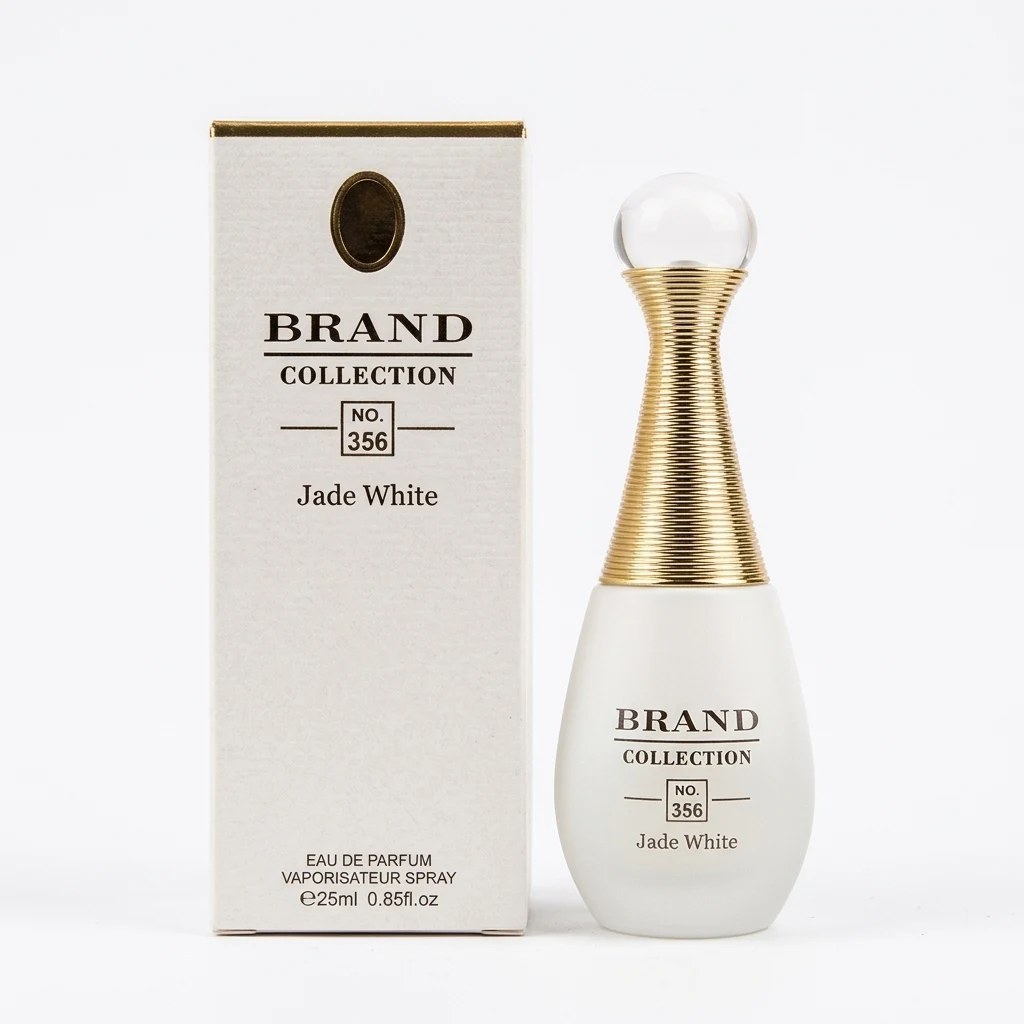 BRAND
COLLECTION
NO.
356
Jade White
EAU DE PARFUM
VAPORISATEUR SPRAY
℮25ml 0.85fl.oz
BRAND
COLLECTION
NO.
356
Jade White